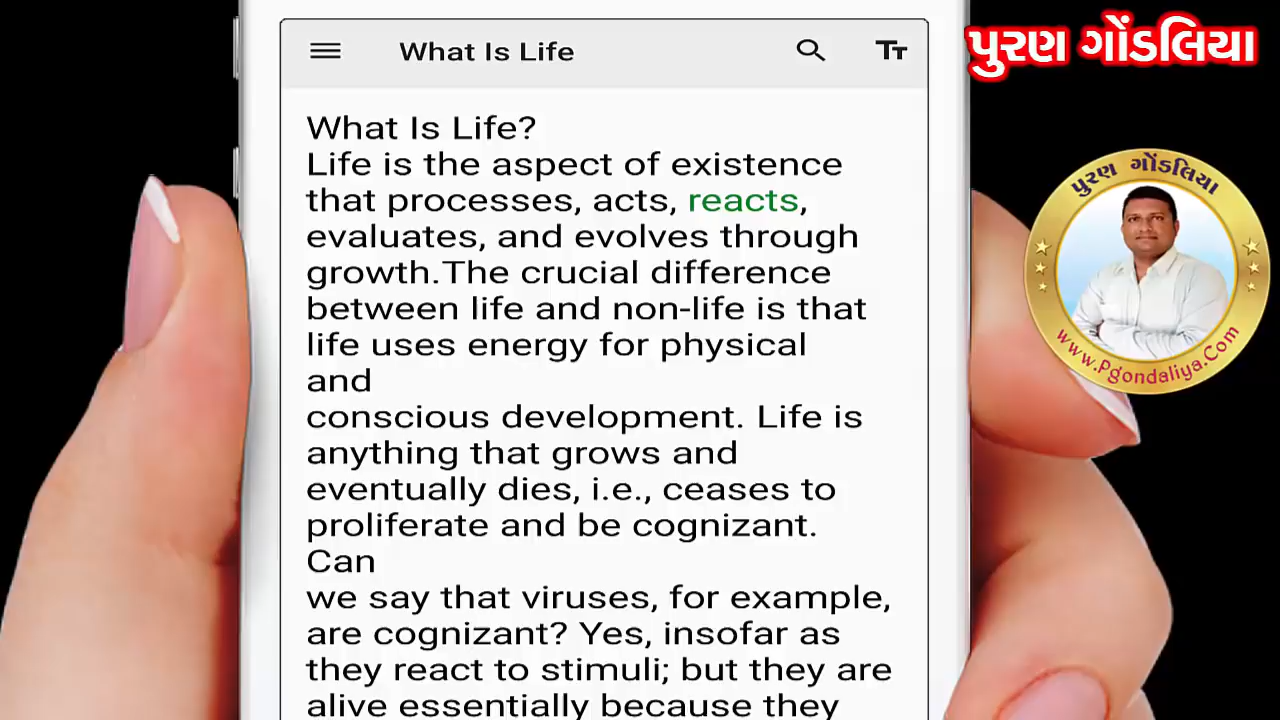 What Is Life
Tт
What Is Life?
Life is the aspect of existence
that processes, acts, reacts,
evaluates, and evolves through
growth.The crucial difference
between life and non-life is that
life uses energy for physical
and
conscious development. Life is
anything that grows and
eventually dies, i.e., ceases to
proliferate and be cognizant.
Can
we say that viruses, for example,
are cognizant? Yes, insofar as
they react to stimuli; but they are
alive essentially because they
પુરણ ગોંડલિયા
પુરણ ગોંડલિયા
www.Pgondaliya.Com